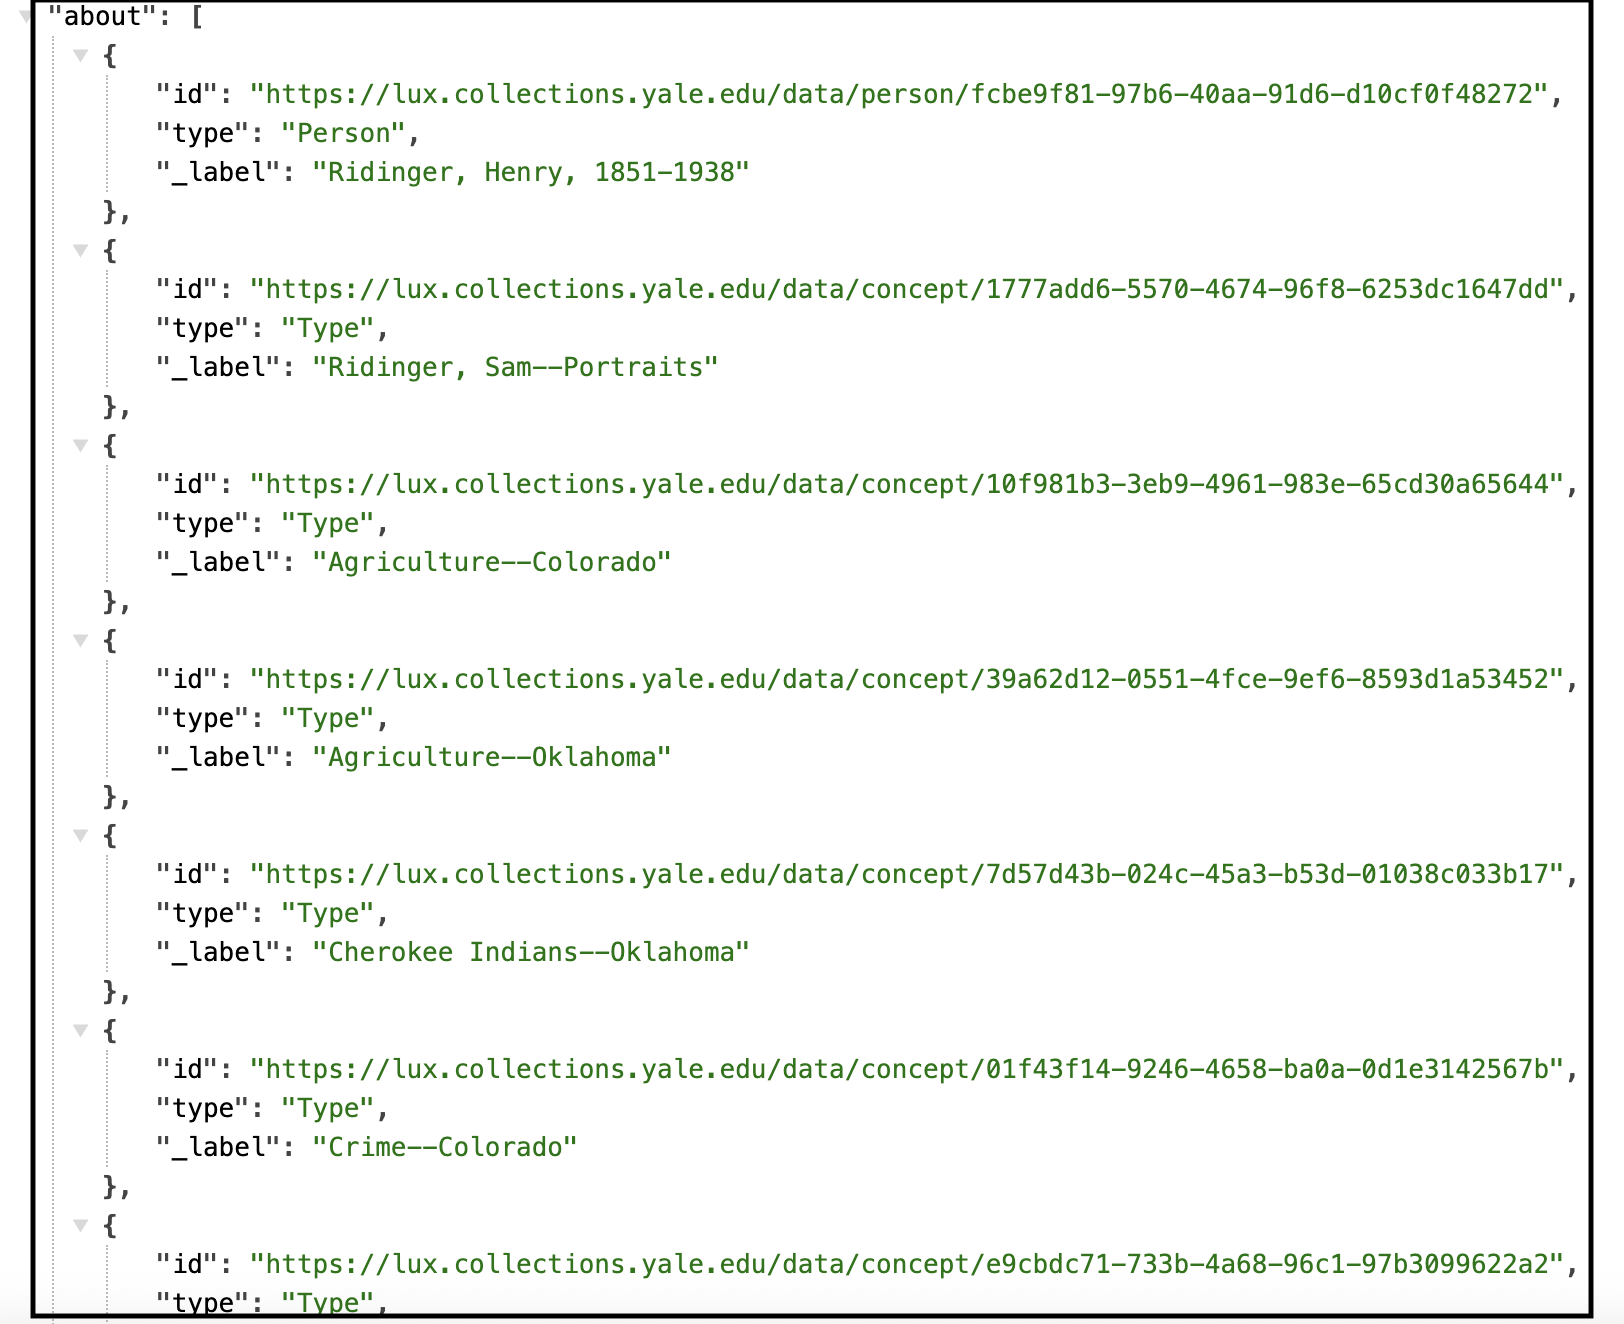 "about": [
{
"id": "https://lux.collections.yale.edu/data/person/fcbe9f81-97b6-40aa-91d6-d10cf0f48272",
"type": "Person",
"_label": "Ridinger, Henry, 1851-1938"
},
{
"id": "https://lux.collections.yale.edu/data/concept/1777add6-5570-4674-96f8-6253dc1647dd",
"type": "Type",
"_label": "Ridinger, Sam--Portraits"
},
{
"id": "https://lux.collections.yale.edu/data/concept/10f981b3-3eb9-4961-983e-65cd30a65644",
"type": "Type",
"_label": "Agriculture--Colorado"
},
{
"id": "https://lux.collections.yale.edu/data/concept/39a62d12-0551-4fce-9ef6-8593d1a53452",
"type": "Type",
"_label": "Agriculture--Oklahoma"
},
{
"id": "https://lux.collections.yale.edu/data/concept/7d57d43b-024c-45a3-b53d-01038c033b17",
"type": "Type",
"_label": "Cherokee Indians--Oklahoma"
},
{
"id": "https://lux.collections.yale.edu/data/concept/01f43f14-9246-4658-ba0a-0d1e3142567b",
"type": "Type",
"_label": "Crime--Colorado"
},
{
"id": "https://lux.collections.yale.edu/data/concept/e9cbdc71-733b-4a68-96c1-97b3099622a2",
"type": "Type",